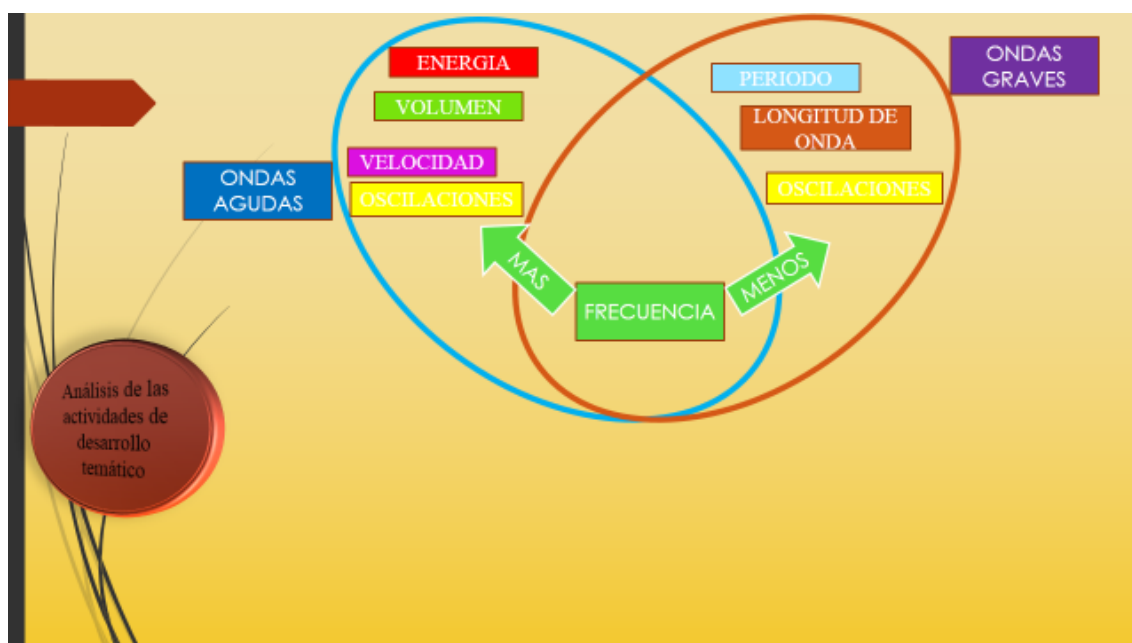 ENERGIA
VOLUMEN
VELOCIDAD
OSCILACIONES
ONDAS
AGUDAS
PERIODO
LONGITUD DE
ONDA
OSCILACIONES
ONDAS
GRAVES
MAS
FRECUENCIA
MENOS
Análisis de las
actividades de
desarrollo
temático